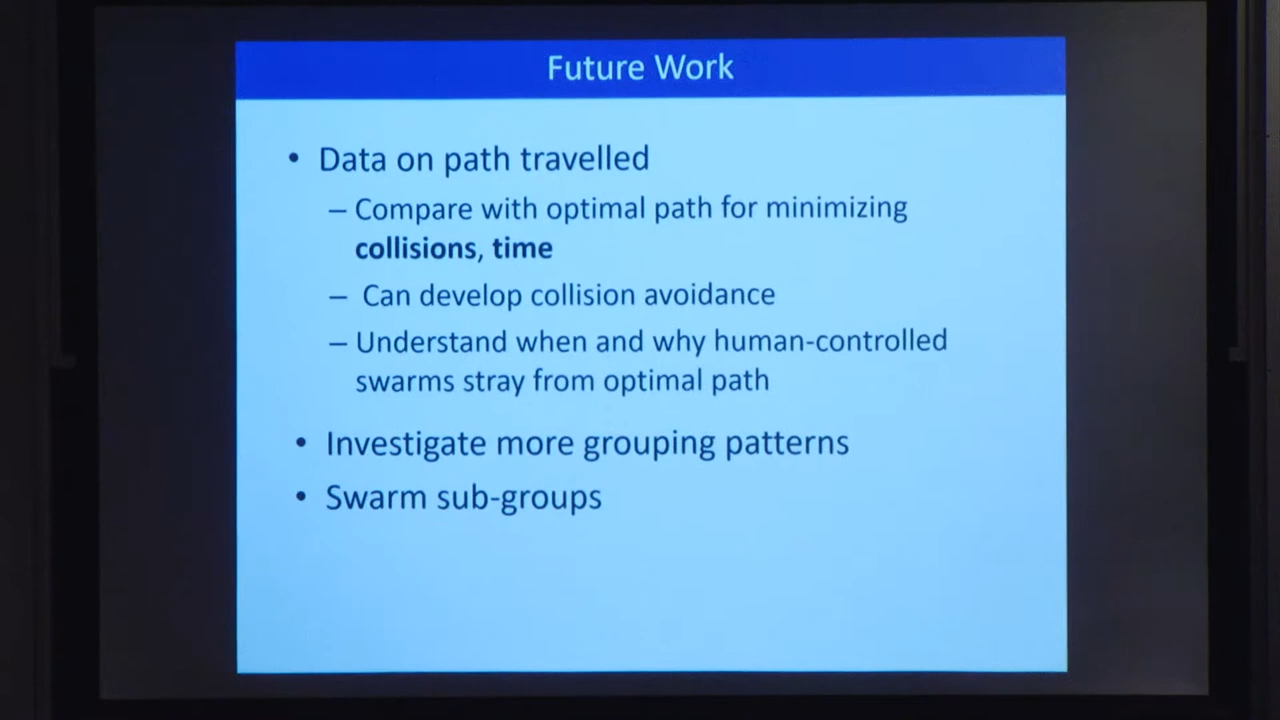 Future Work
• Data on path travelled
– Compare with optimal path for minimizing
collisions, time
– Can develop collision avoidance
– Understand when and why human-controlled
swarms stray from optimal path
• Investigate more grouping patterns
• Swarm sub-groups